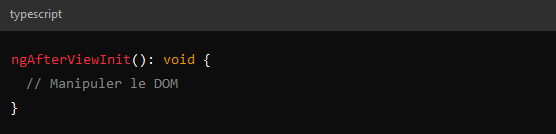 typescript
ngAfterViewInit(): void {
// Manipuler le DOM
}